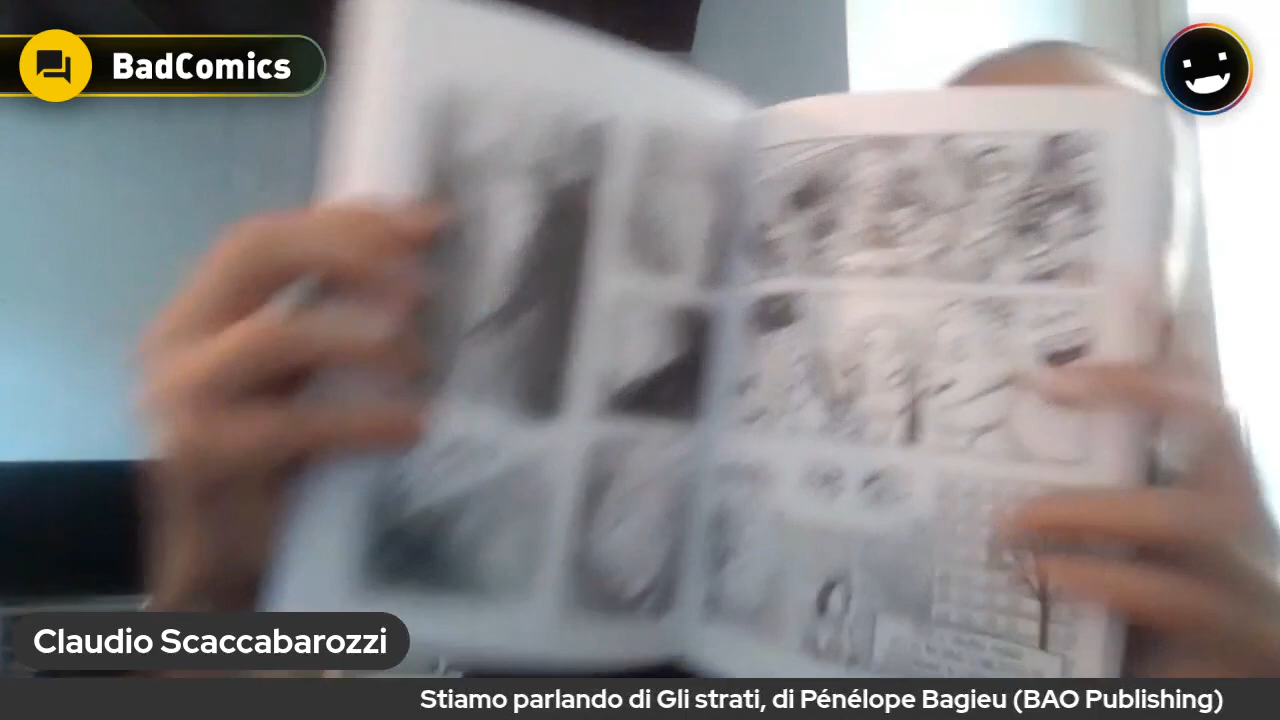 BadComics
Claudio Scaccabarozzi
Stiamo parlando di Gli strati, di Pénélope Bagieu (BAO Publishing)